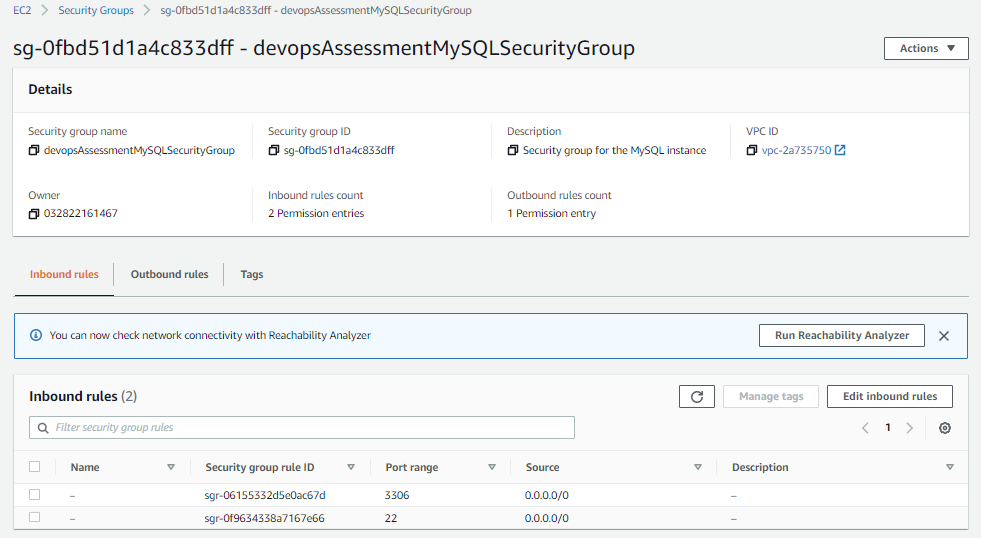 EC2 > Security Groups > sg-0fbd51d1a4c833dff - devopsAssessmentMySQLSecurityGroup
sg-0fbd51d1a4c833dff - devopsAssessmentMySQLSecurityGroup
Actions
Details
Security group name Security group ID Description VPC ID
devopsAssessmentMySQLSecurityGroup sg-0fbd51d1a4c833dff Security group for the MySQL instance vpc-2a735750
Owner Inbound rules count Outbound rules count
032822161467 2 Permission entries 1 Permission entry
Inbound rules Outbound rules Tags
You can now check network connectivity with Reachability Analyzer Run Reachability Analyzer
Inbound rules (2) Manage tags Edit inbound rules
Filter security group rules 1
Name Security group rule ID Port range Source Description
– sgr-06155332d5e0ac67d 3306 0.0.0.0/0 –
– sgr-0f9634338a7167e66 22 0.0.0.0/0 –